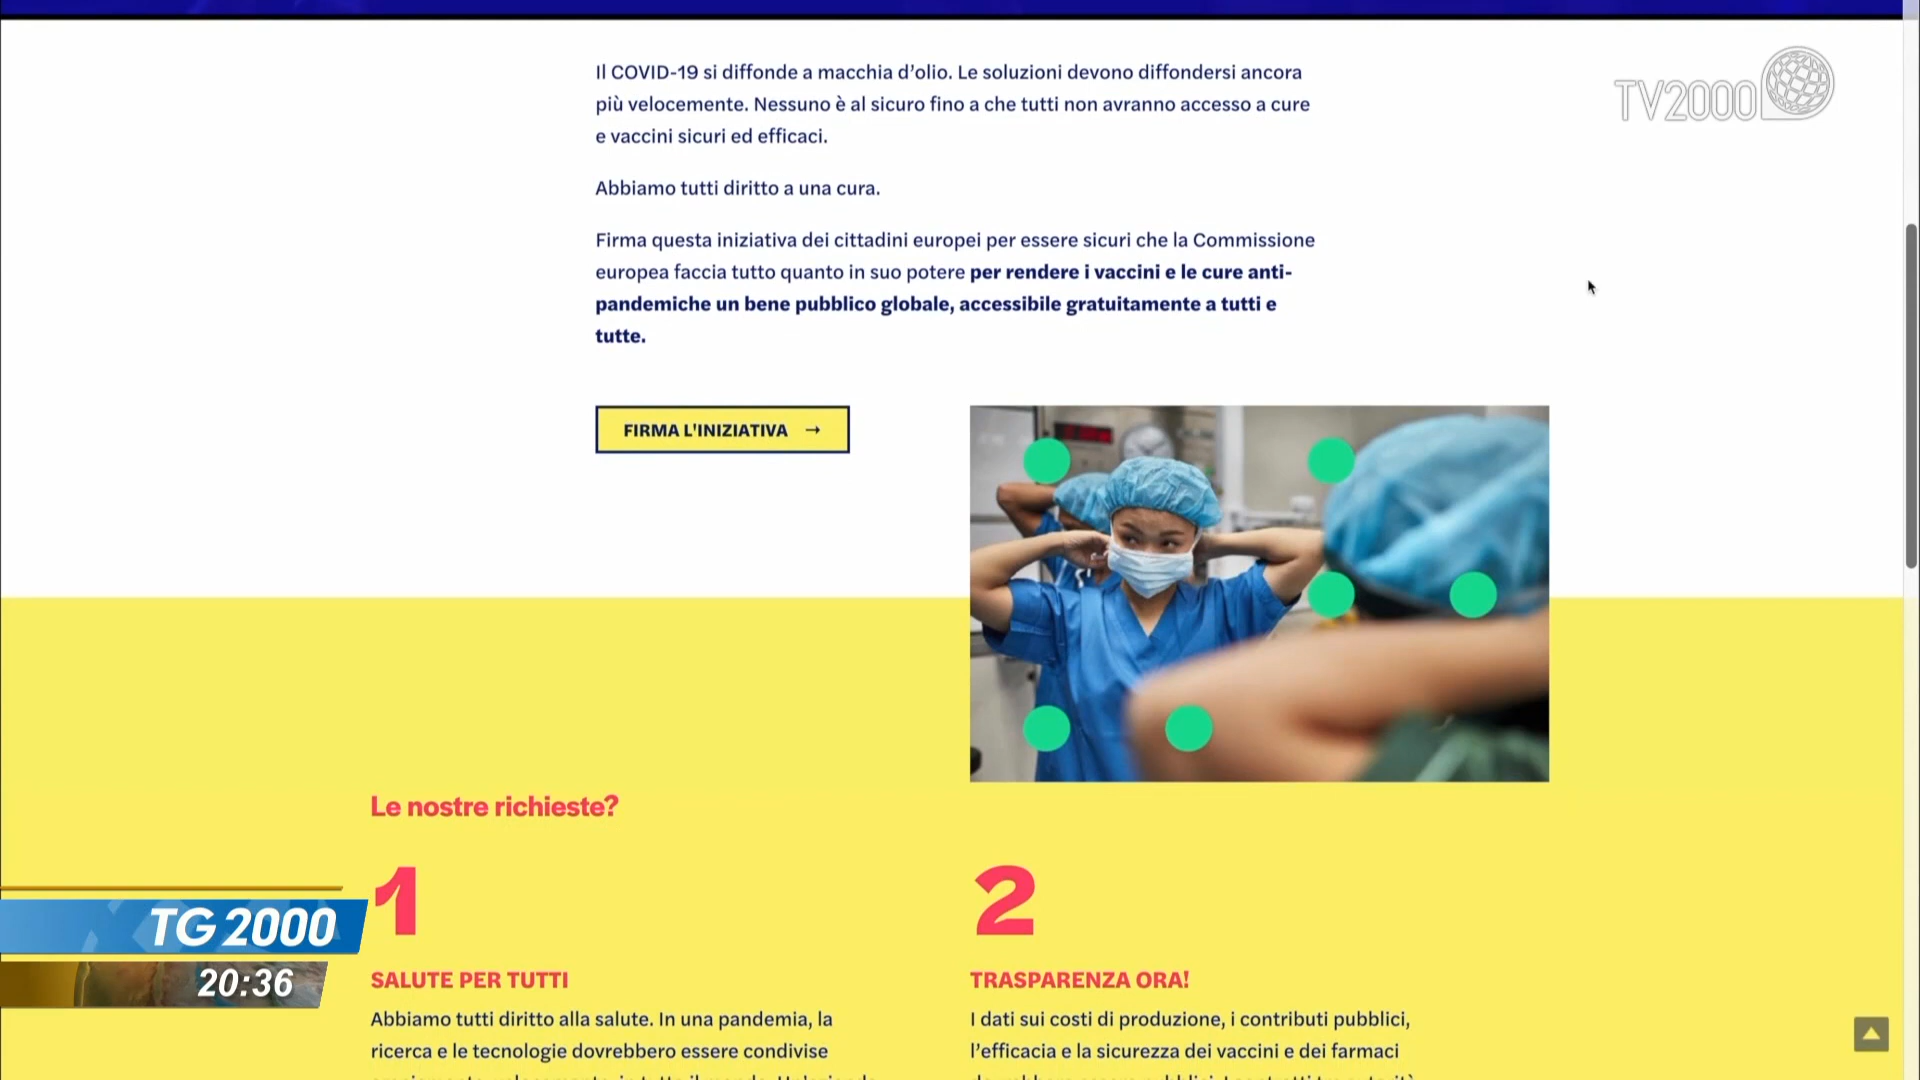 Il COVID-19 si diffonde a macchia d’olio. Le soluzioni devono diffondersi ancora
più velocemente. Nessuno è al sicuro fino a che tutti non avranno accesso a cure
e vaccini sicuri ed efficaci.
Abbiamo tutti diritto a una cura.
Firma questa iniziativa dei cittadini europei per essere sicuri che la Commissione
europea faccia tutto quanto in suo potere per rendere i vaccini e le cure anti-
pandemiche un bene pubblico globale, accessibile gratuitamente a tutti e
tutte.
TV2000
FIRMA L'INIZIATIVA →
Le nostre richieste?
1
SALUTE PER TUTTI
Abbiamo tutti diritto alla salute. In una pandemia, la
ricerca e le tecnologie dovrebbero essere condivise
2
TRASPARENZA ORA!
I dati sui costi di produzione, i contributi pubblici,
l’efficacia e la sicurezza dei vaccini e dei farmaci
TG 2000
20:36